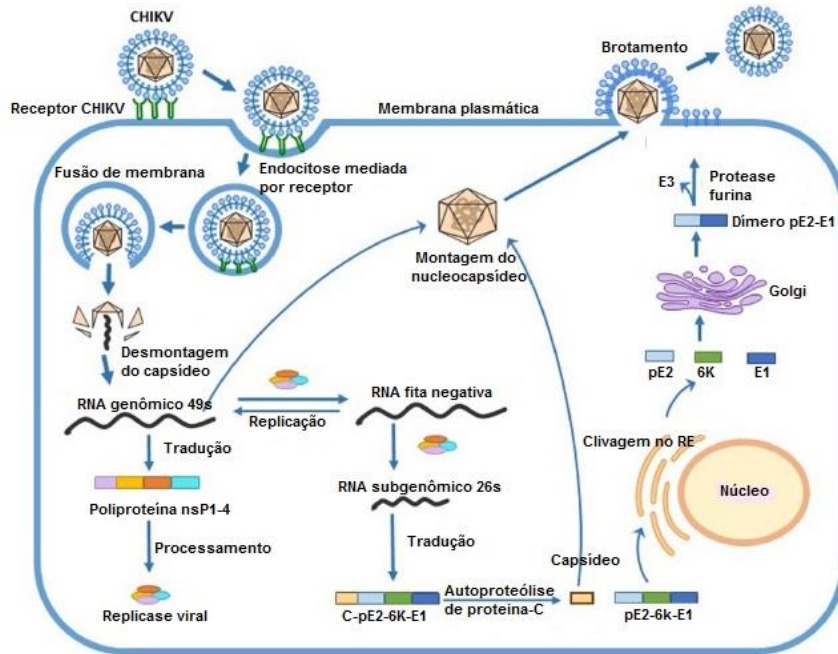 CHIKV
Receptor CHIKV
Membrana plasmática
Brotamento
Endocitose mediada
por receptor
Fusão de membrana
E3
Protease
furina
Dímero pE2-E1
Montagem do
nucleocapsídeo
Golgi
Desmontagem
do capsídeo
pE2
6K
E1
RNA genômico 49s
Replicação
RNA fita negativa
Clivagem no RE
Tradução
RNA subgenômico 26s
Núcleo
Poliproteína nsP1-4
Tradução
Processamento
Capsídeo
Autoproteólise
de proteina-C
Replicase viral
C-pE2-6K-E1
pE2-6k-E1